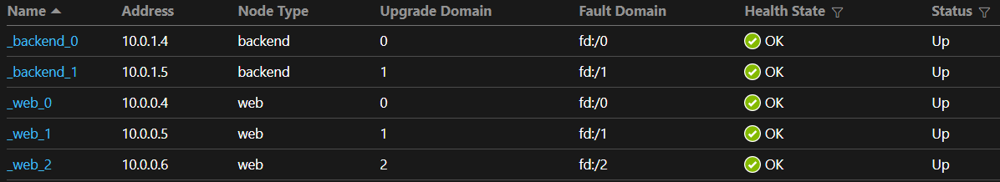 Name Address Node Type Upgrade Domain Fault Domain Health State Status
_backend_0 10.0.1.4 backend 0 fd:/0 OK Up
_backend_1 10.0.1.5 backend 1 fd:/1 OK Up
_web_0 10.0.0.4 web 0 fd:/0 OK Up
_web_1 10.0.0.5 web 1 fd:/1 OK Up
_web_2 10.0.0.6 web 2 fd:/2 OK Up